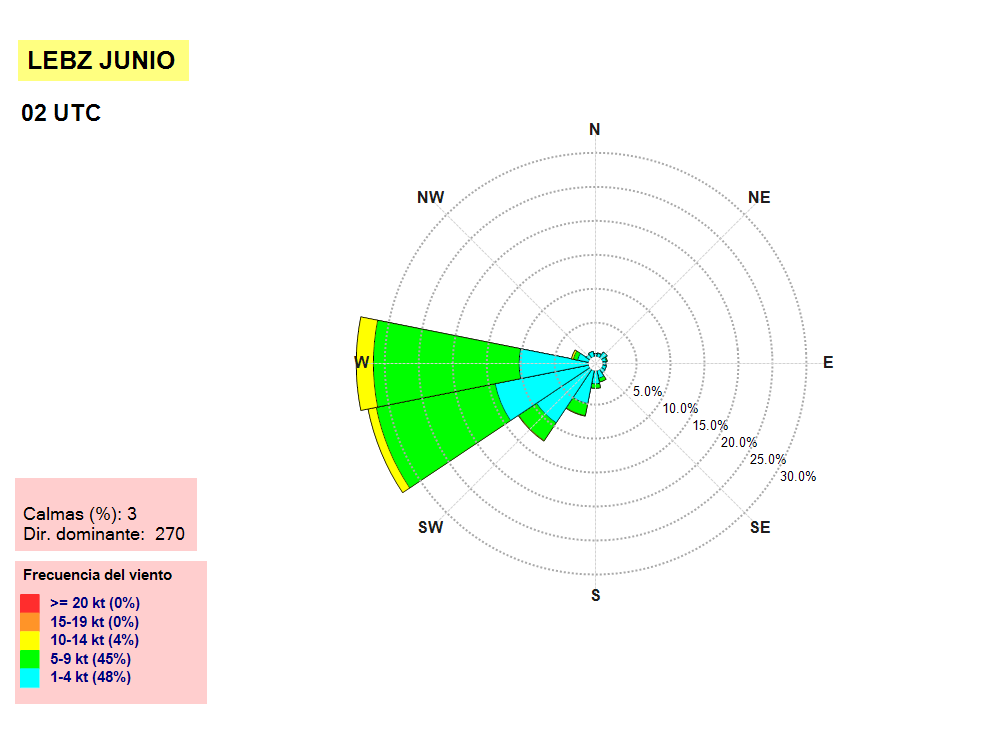 LEBZ JUNIO
02 UTC
N
NW
NE
W
E
5.0%
10.0%
15.0%
20.0%
25.0%
30.0%
SW
SE
S
Calmas (%): 3
Dir. dominante: 270
Frecuencia del viento
>= 20 kt (0%)
15-19 kt (0%)
10-14 kt (4%)
5-9 kt (45%)
1-4 kt (48%)